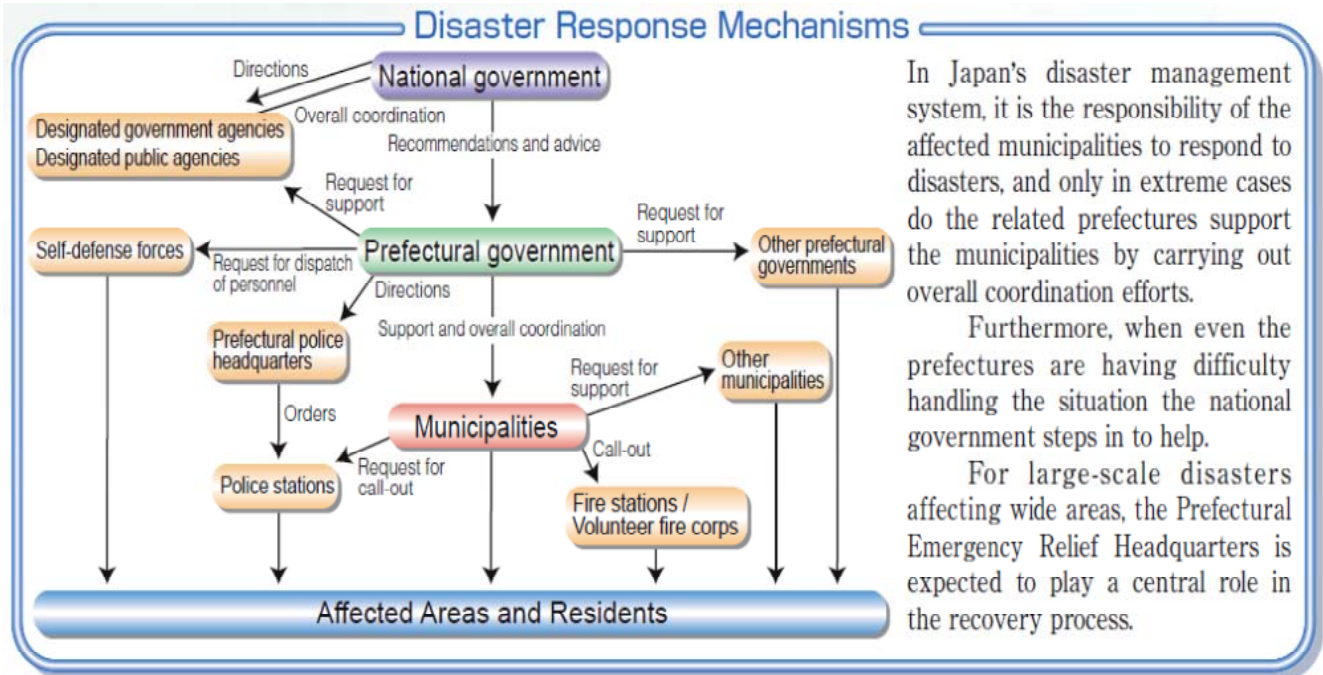 Disaster Response Mechanisms
Directions
National government
Overall coordination
Designated government agencies
Designated public agencies
Recommendations and advice
Request for
support
Request for
support
Self-defense forces
Prefectural government
Other prefectural
governments
Request for dispatch
of personnel
Directions
Prefectural police
headquarters
Support and overall coordination
Request for
support
Other
municipalities
Orders
Municipalities
Call-out
Request for
call-out
Police stations
Fire stations /
Volunteer fire corps
Affected Areas and Residents
In Japan's disaster management
system, it is the responsibility of the
affected municipalities to respond to
disasters, and only in extreme cases
do the related prefectures support
the municipalities by carrying out
overall coordination efforts.
Furthermore, when even the
prefectures are having difficulty
handling the situation the national
government steps in to help.
For large-scale disasters
affecting wide areas, the Prefectural
Emergency Relief Headquarters is
expected to play a central role in
the recovery process.